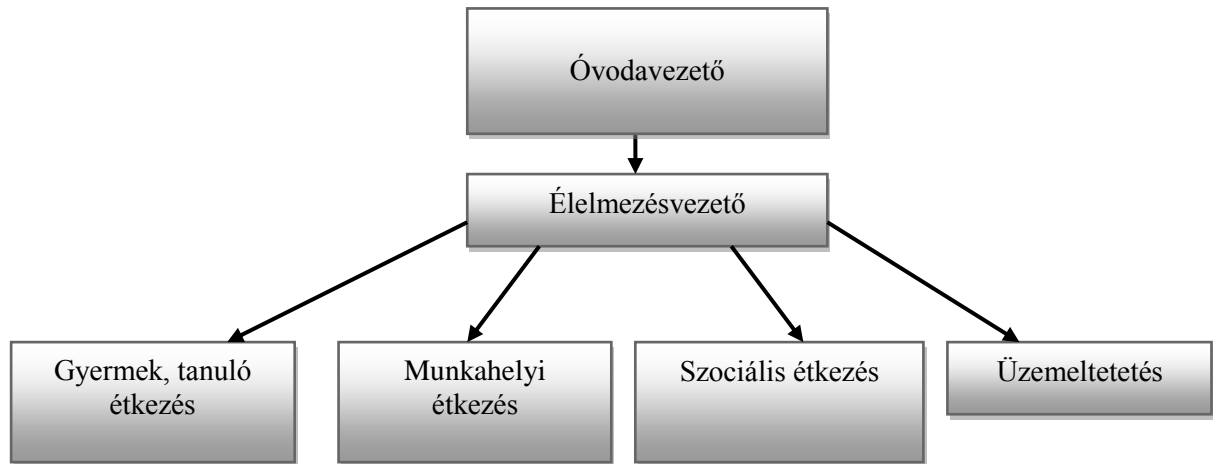 Óvodavezető
Élelmezésvezető
Gyermek, tanuló
étkezés
Munkahelyi
étkezés
Szociális étkezés
Üzemeltetetés